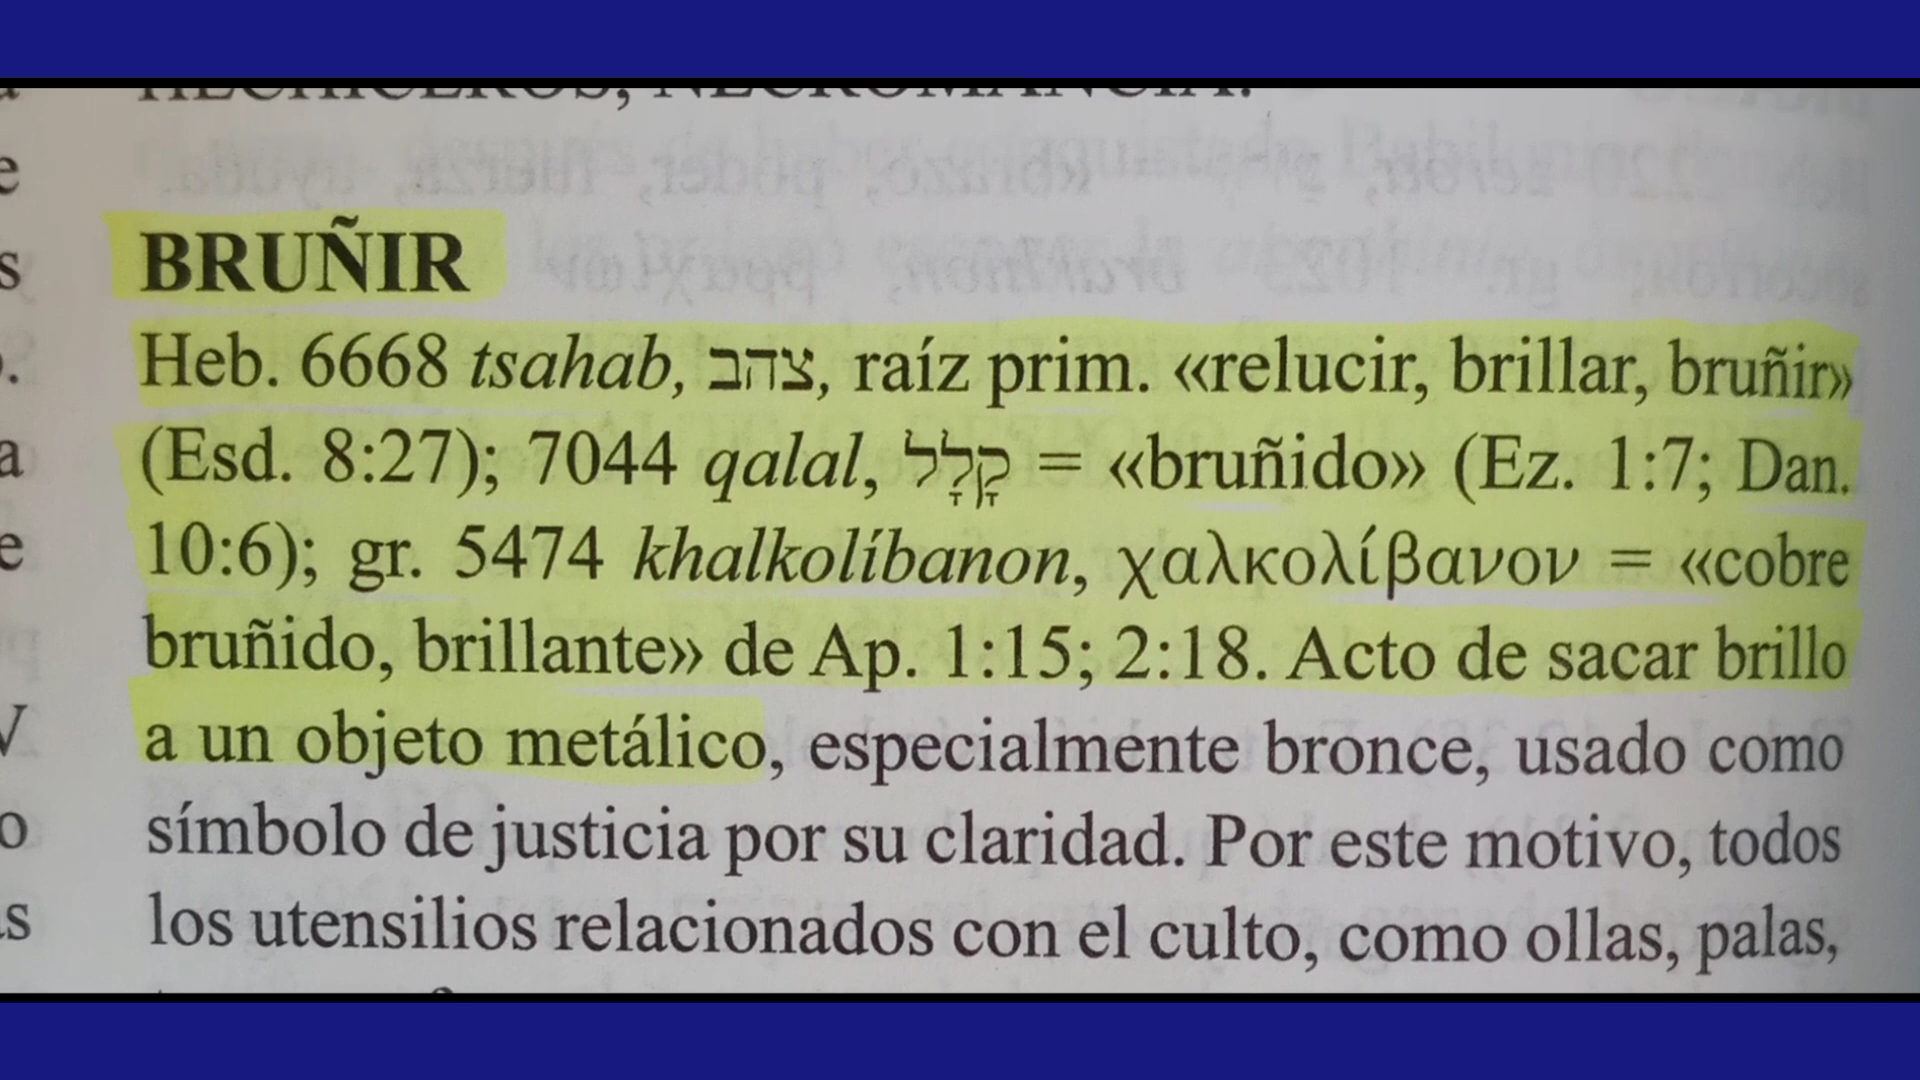 HECHICEROS, NECROMANCIA.
BRUÑIR
Heb. 6668 tsahab, צהב, raíz prim. «relucir, brillar, bruñir»
(Esd. 8:27); 7044 qalal, קָלָל = «bruñido» (Ez. 1:7; Dan.
10:6); gr. 5474 khalkolíbanon, χαλκολίβανον = «cobre
bruñido, brillante» de Ap. 1:15; 2:18. Acto de sacar brillo
a un objeto metálico, especialmente bronce, usado como
símbolo de justicia por su claridad. Por este motivo, todos
los utensilios relacionados con el culto, como ollas, palas,